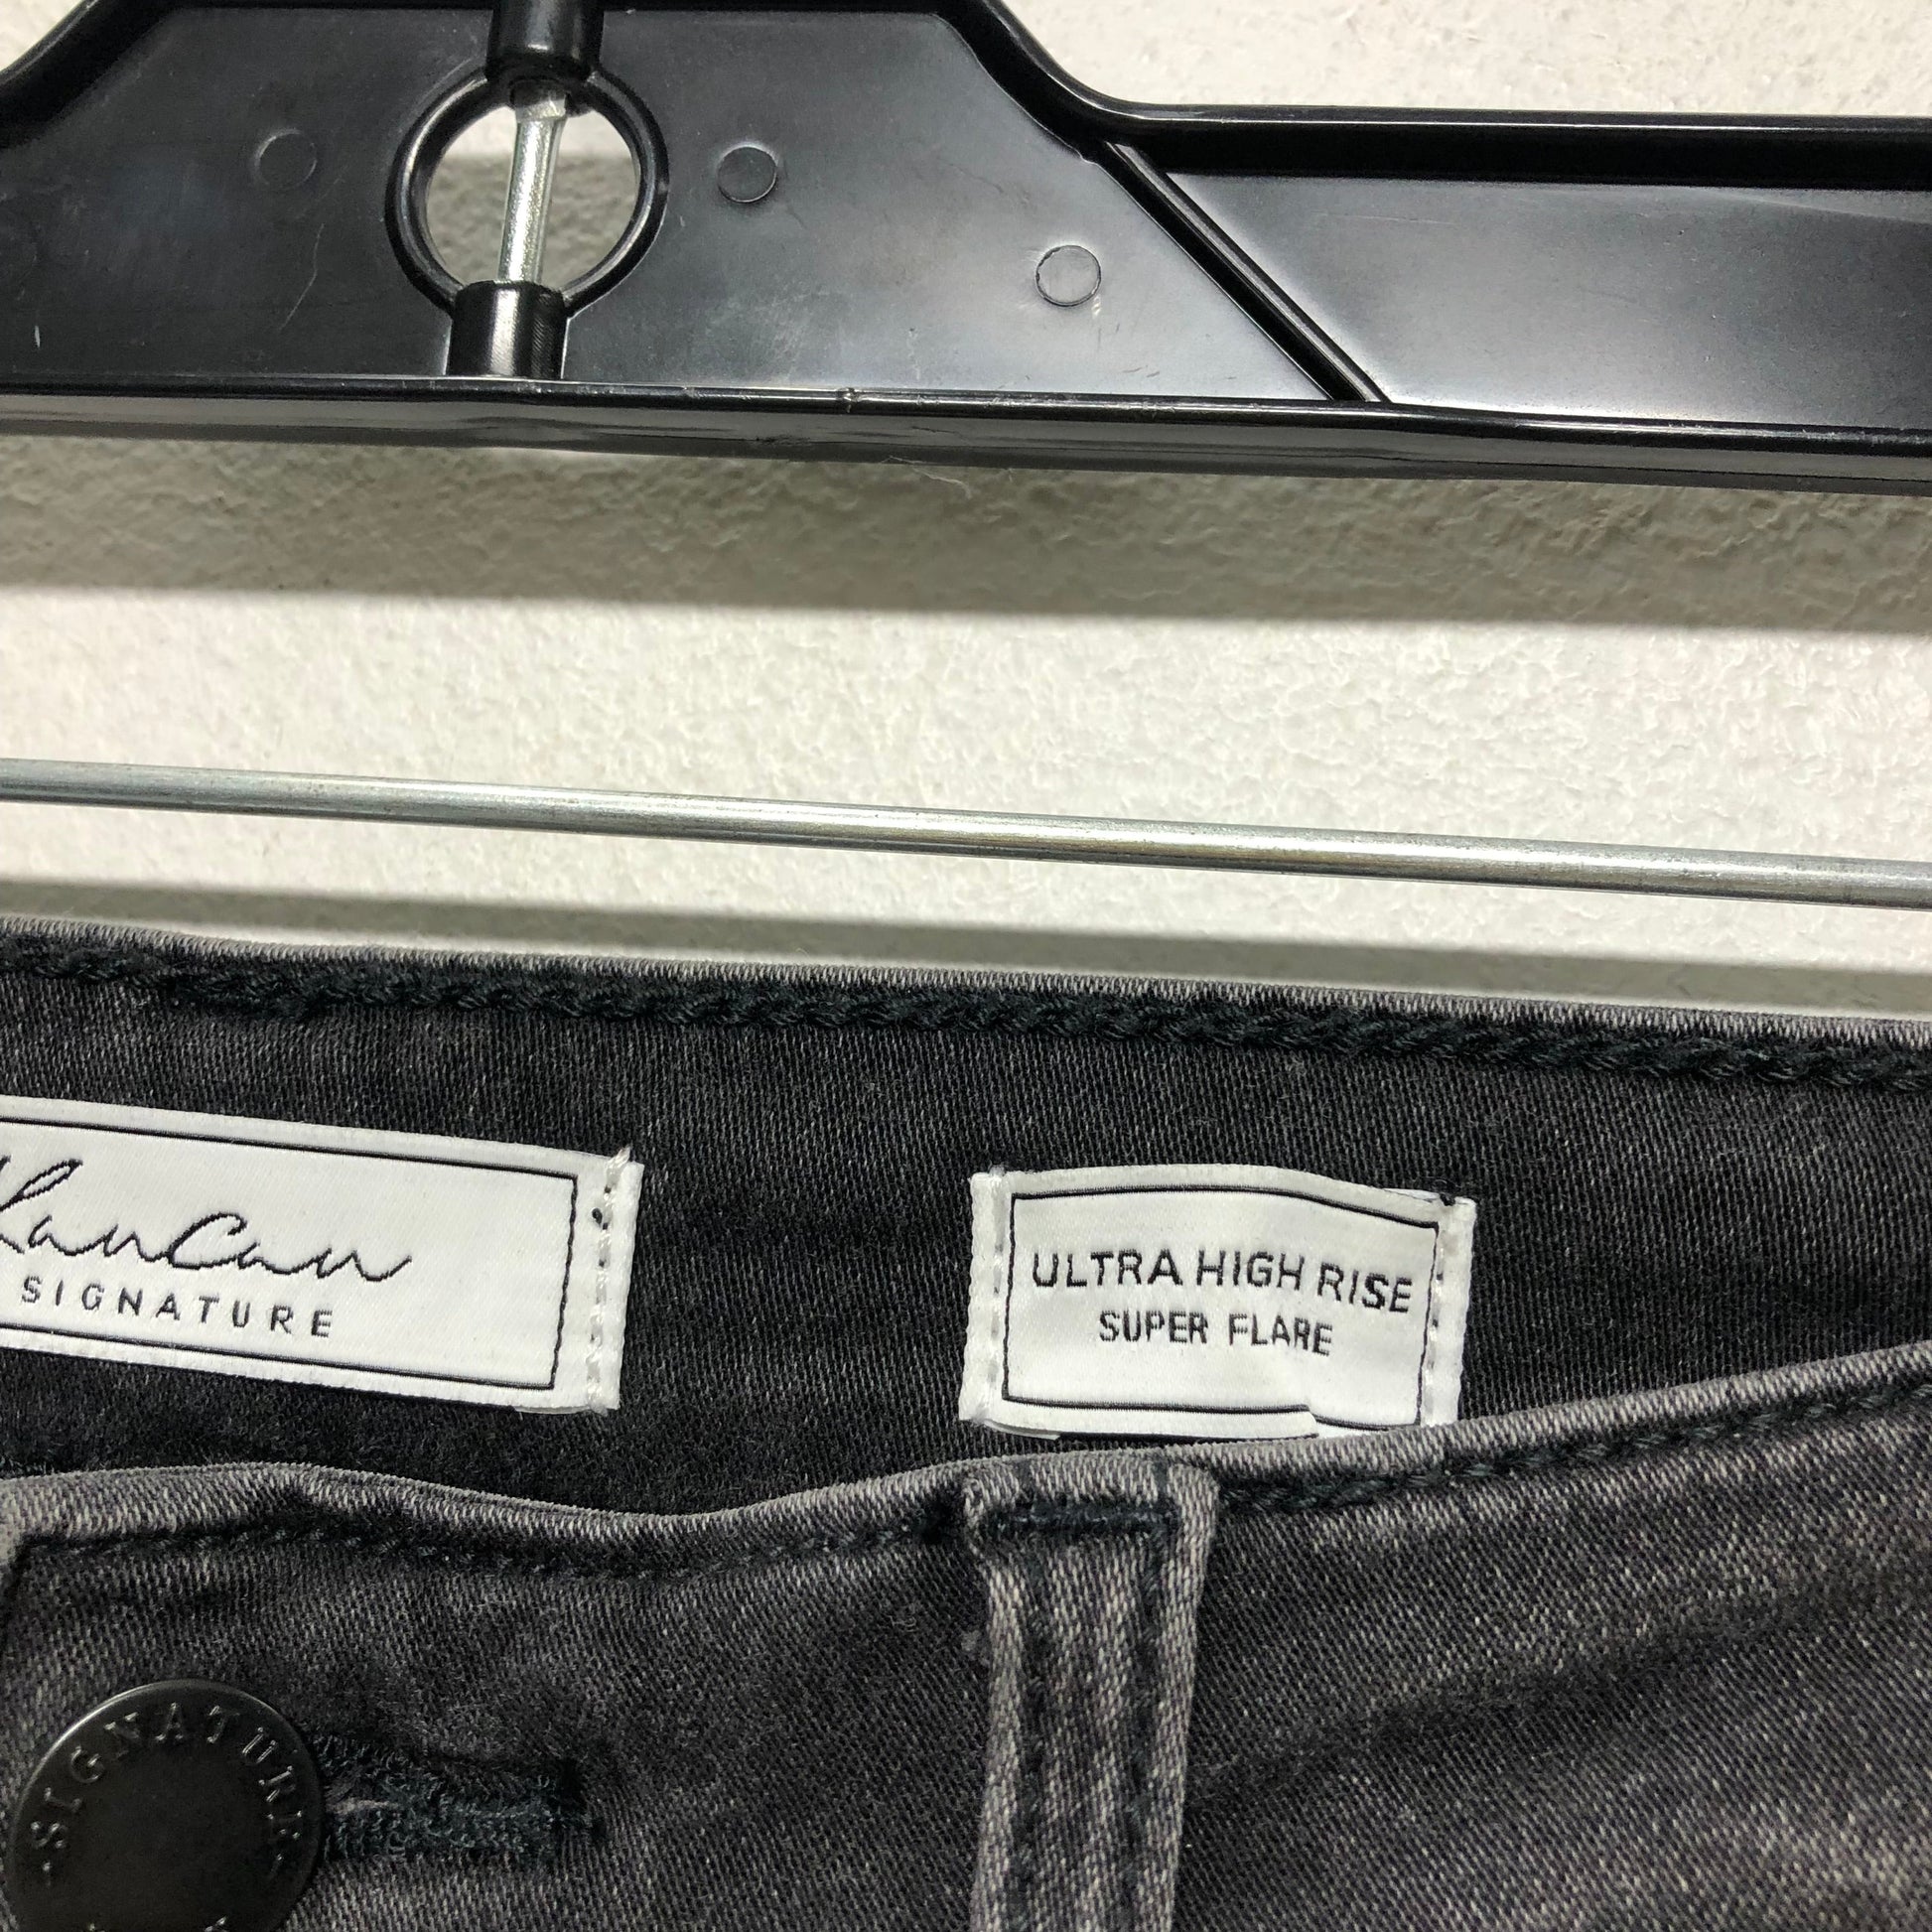 KanCan
SIGNATURE
ULTRA HIGH RISE
SUPER FLARE
SIGNATURE